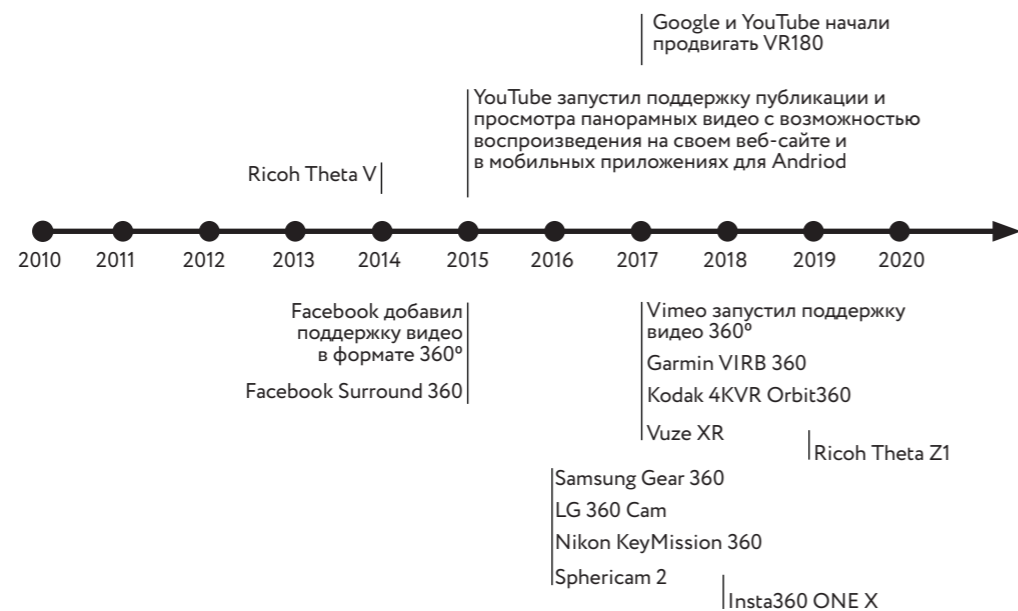 Google и YouTube начали
продвигать VR180
YouTube запустил поддержку публикации и
просмотра панорамных видео с возможностью
воспроизведения на своем веб-сайте и
в мобильных приложениях для Andriod
Ricoh Theta V
2010 2011 2012 2013 2014 2015 2016 2017 2018 2019 2020
Facebook добавил
поддержку видео
в формате 360º
Facebook Surround 360
Vimeo запустил поддержку
видео 360º
Garmin VIRB 360
Kodak 4KVR Orbit360
Vuze XR
Ricoh Theta Z1
Samsung Gear 360
LG 360 Cam
Nikon KeyMission 360
Sphericam 2
Insta360 ONE X